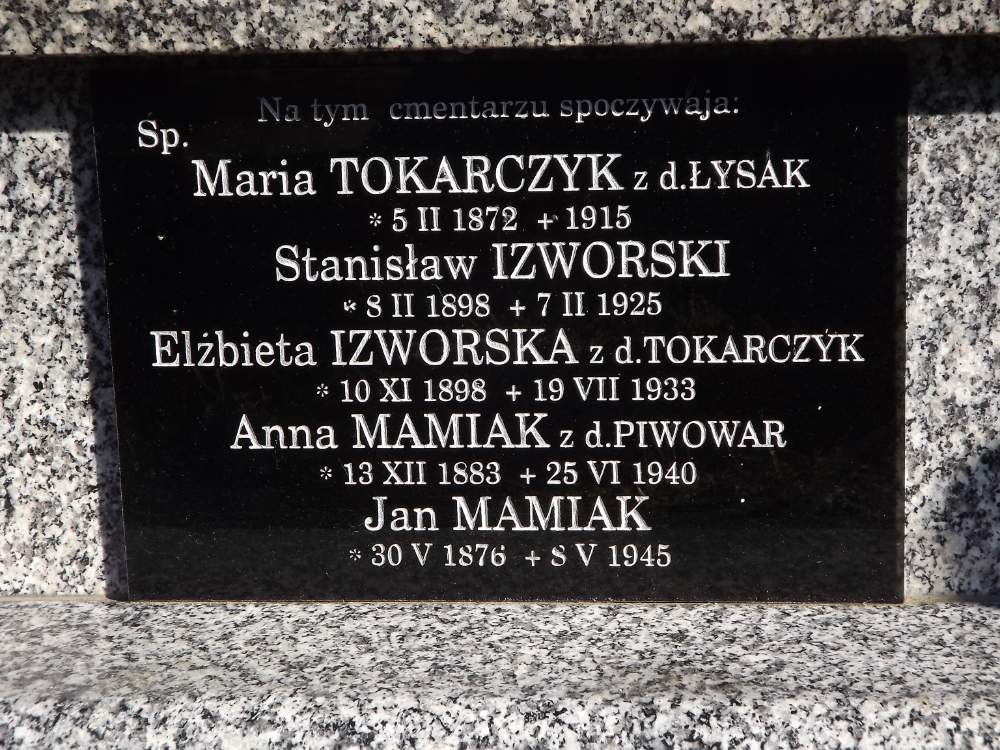 Na tym cmentarzu spoczywaja:
Sp.
Maria TOKARCZYK z d.ŁYSAK
* 5 II 1872 + 1915
Stanisław IZWORSKI
* 8 II 1898 + 7 II 1925
Elżbieta IZWORSKA z d.TOKARCZYK
* 10 XI 1898 + 19 VII 1933
Anna MAMIAK z d.PIWOWAR
* 13 XII 1883 + 25 VI 1940
Jan MAMIAK
* 30 V 1876 + 8 V 1945